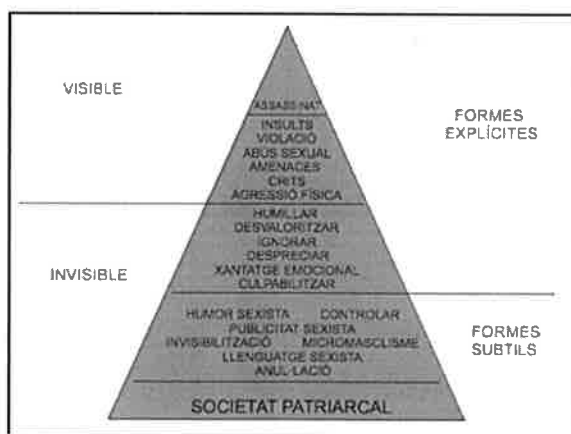 VISIBLE
ASSASSINAT
FORMES
EXPLÍCITES
INSULTS
VIOLACIÓ
ABÚS SEXUAL
AMENACES
CRITS
AGRESSIÓ FÍSICA
INVISIBLE
HUMILLAR
DESVALORITZAR
IGNORAR
DESPRECIAR
XANTATGE EMOCIONAL
CULPABILITZAR
HUMOR SEXISTA CONTROLAR
PUBLICITAT SEXISTA
INVISIBILITZACIÓ MICROMASCLISME
LLENGUATGE SEXISTA
ANUL·LACIÓ
FORMES
SUBTILS
SOCIETAT PATRIARCAL